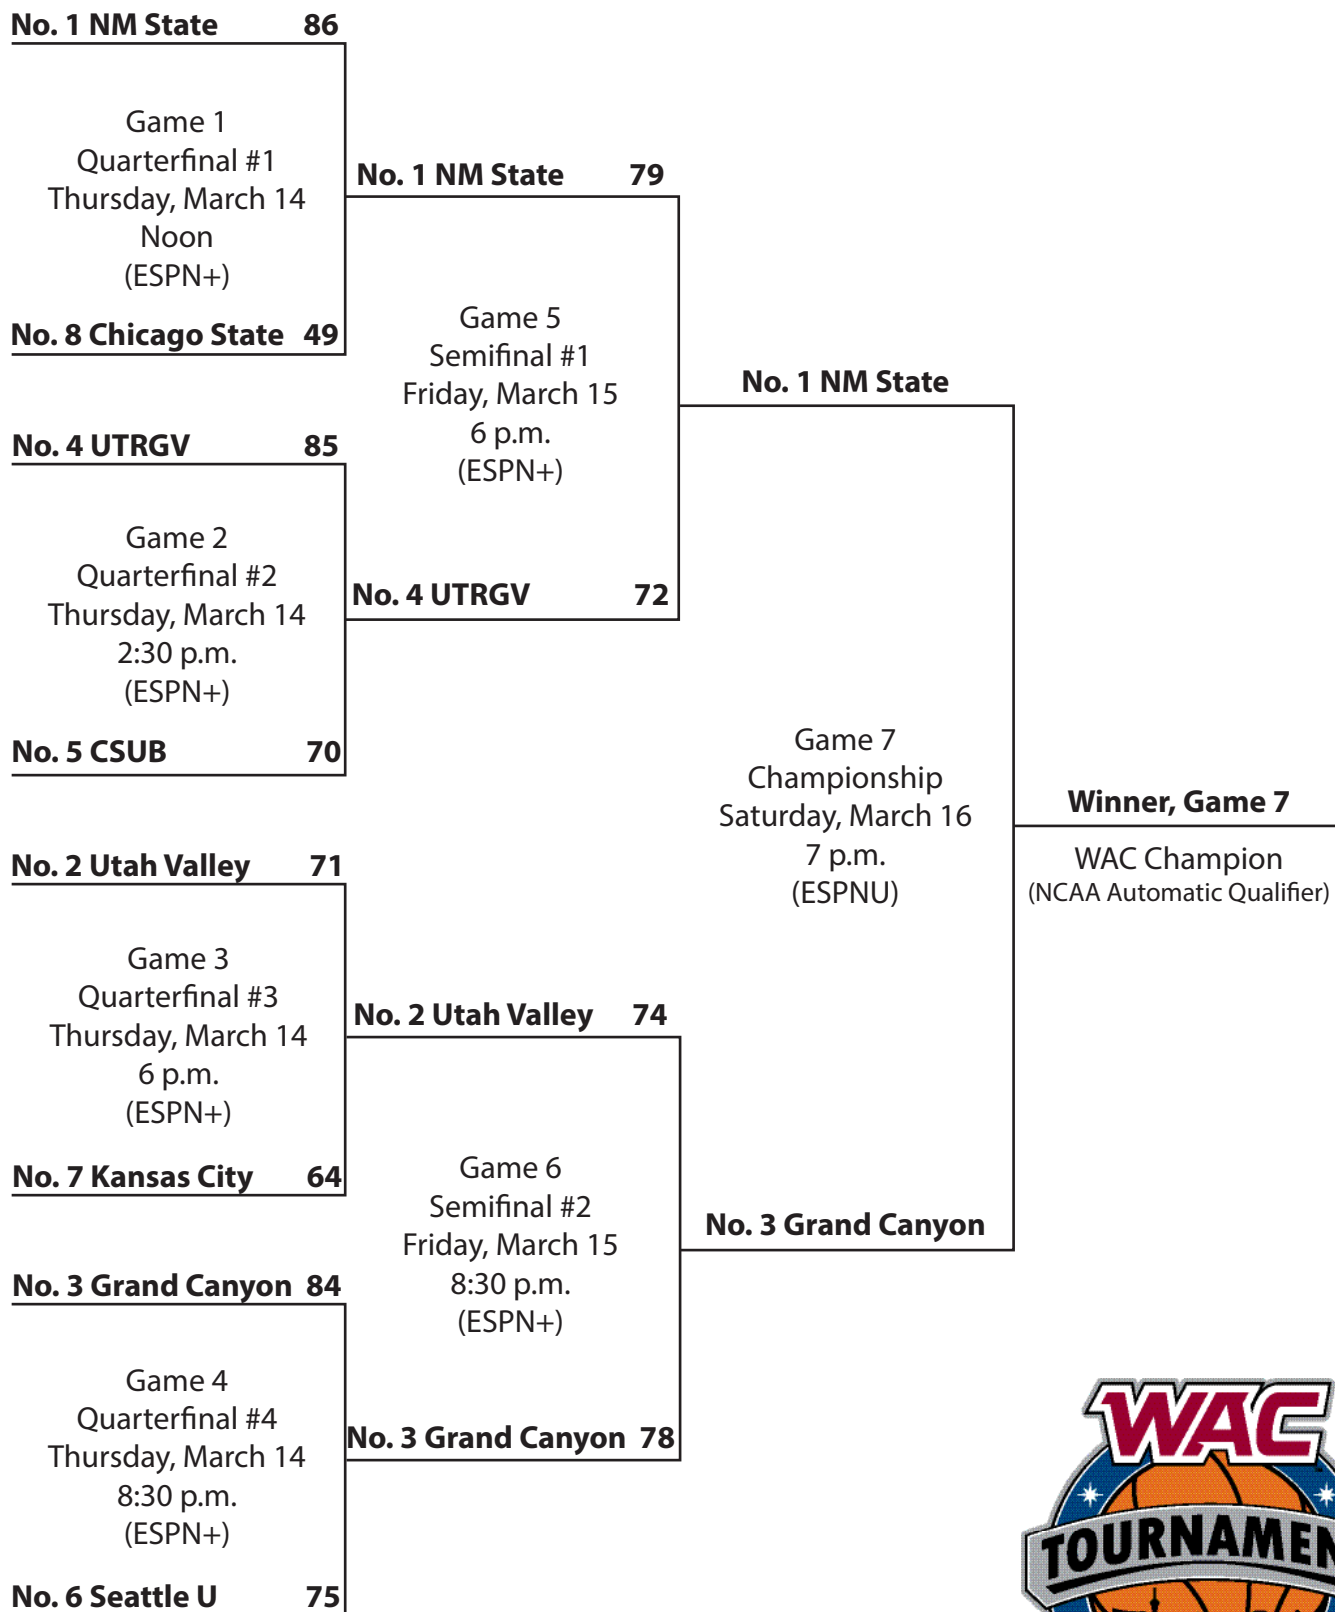 No. 1 NM State 86
Game 1
Quarterfinal #1
Thursday, March 14
Noon
(ESPN+)
No. 8 Chicago State 49
No. 4 UTRGV 85
Game 2
Quarterfinal #2
Thursday, March 14
2:30 p.m.
(ESPN+)
No. 5 CSUB 70
No. 2 Utah Valley 71
Game 3
Quarterfinal #3
Thursday, March 14
6 p.m.
(ESPN+)
No. 7 Kansas City 64
No. 3 Grand Canyon 84
Game 4
Quarterfinal #4
Thursday, March 14
8:30 p.m.
(ESPN+)
No. 6 Seattle U 75
No. 1 NM State 79
Game 5
Semifinal #1
Friday, March 15
6 p.m.
(ESPN+)
No. 4 UTRGV 72
No. 2 Utah Valley 74
Game 6
Semifinal #2
Friday, March 15
8:30 p.m.
(ESPN+)
No. 3 Grand Canyon 78
No. 1 NM State
Game 7
Championship
Saturday, March 16
7 p.m.
(ESPNU)
No. 3 Grand Canyon
Winner, Game 7
WAC Champion
(NCAA Automatic Qualifier)
WAC
TOURNAMEN